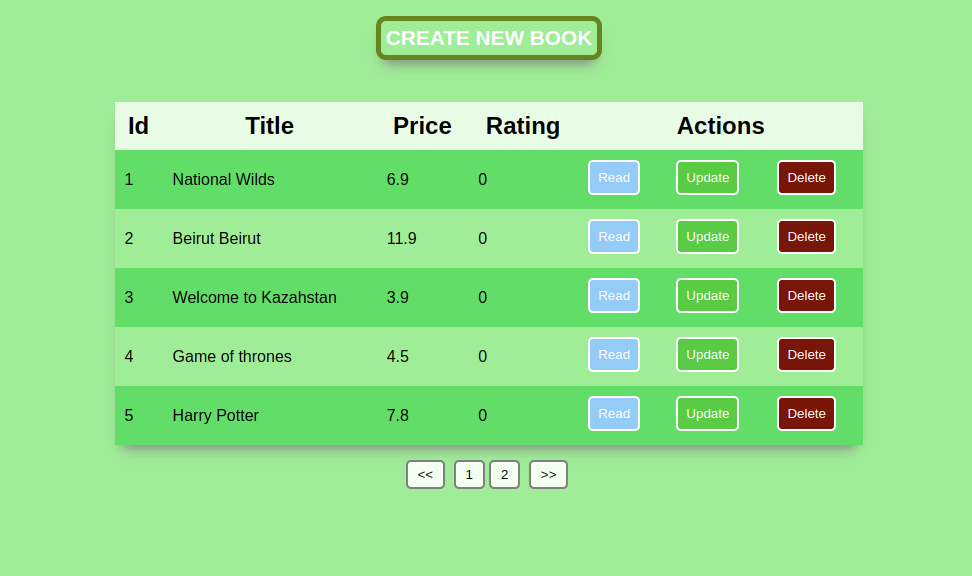 CREATE NEW BOOK
Id Title Price Rating Actions
1 National Wilds 6.9 0 Read Update Delete
2 Beirut Beirut 11.9 0 Read Update Delete
3 Welcome to Kazahstan 3.9 0 Read Update Delete
4 Game of thrones 4.5 0 Read Update Delete
5 Harry Potter 7.8 0 Read Update Delete
<< 1 2 >>